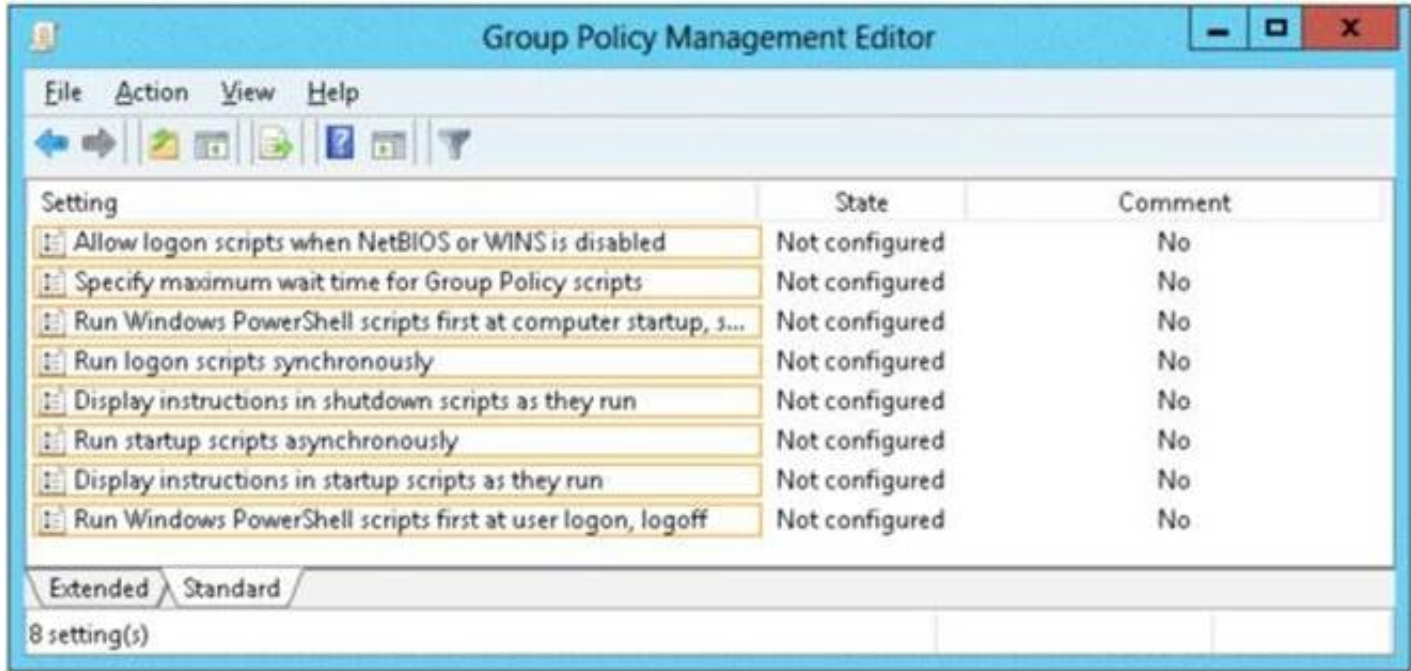 Group Policy Management Editor
File Action View Help
Setting State Comment
Allow logon scripts when NetBIOS or WINS is disabled Not configured No
Specify maximum wait time for Group Policy scripts Not configured No
Run Windows PowerShell scripts first at computer startup, s... Not configured No
Run logon scripts synchronously Not configured No
Display instructions in shutdown scripts as they run Not configured No
Run startup scripts asynchronously Not configured No
Display instructions in startup scripts as they run Not configured No
Run Windows PowerShell scripts first at user logon, logoff Not configured No
Extended Standard
8 setting(s)